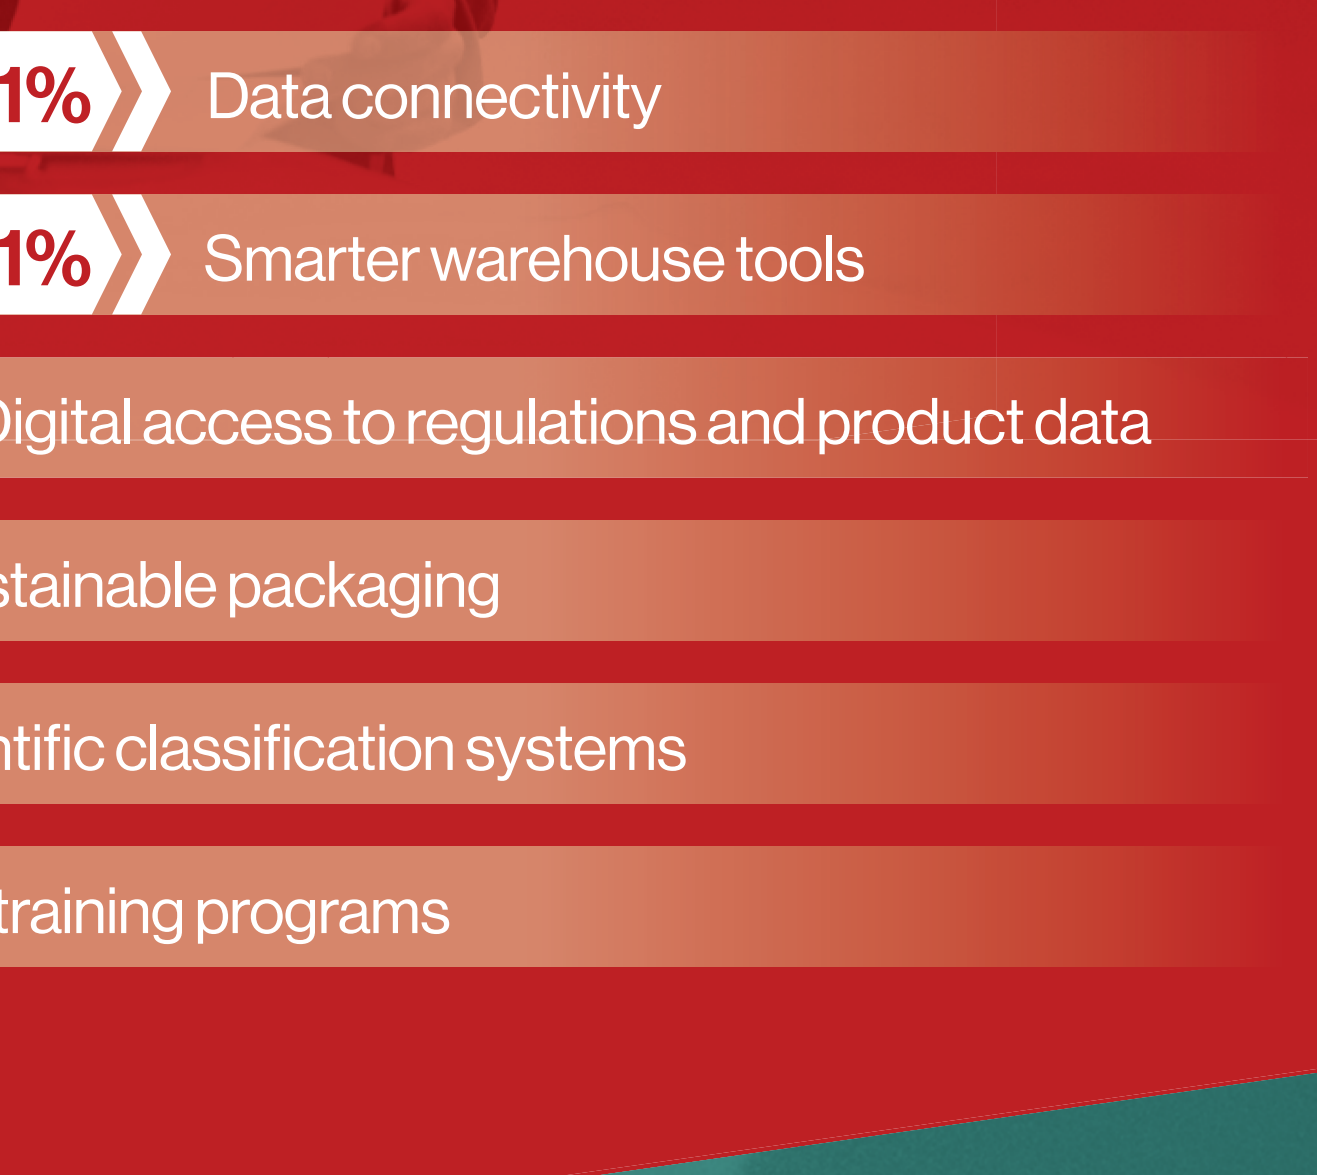 1% Data connectivity
1% Smarter warehouse tools
Digital access to regulations and product data
stainable packaging
ntific classification systems
training programs